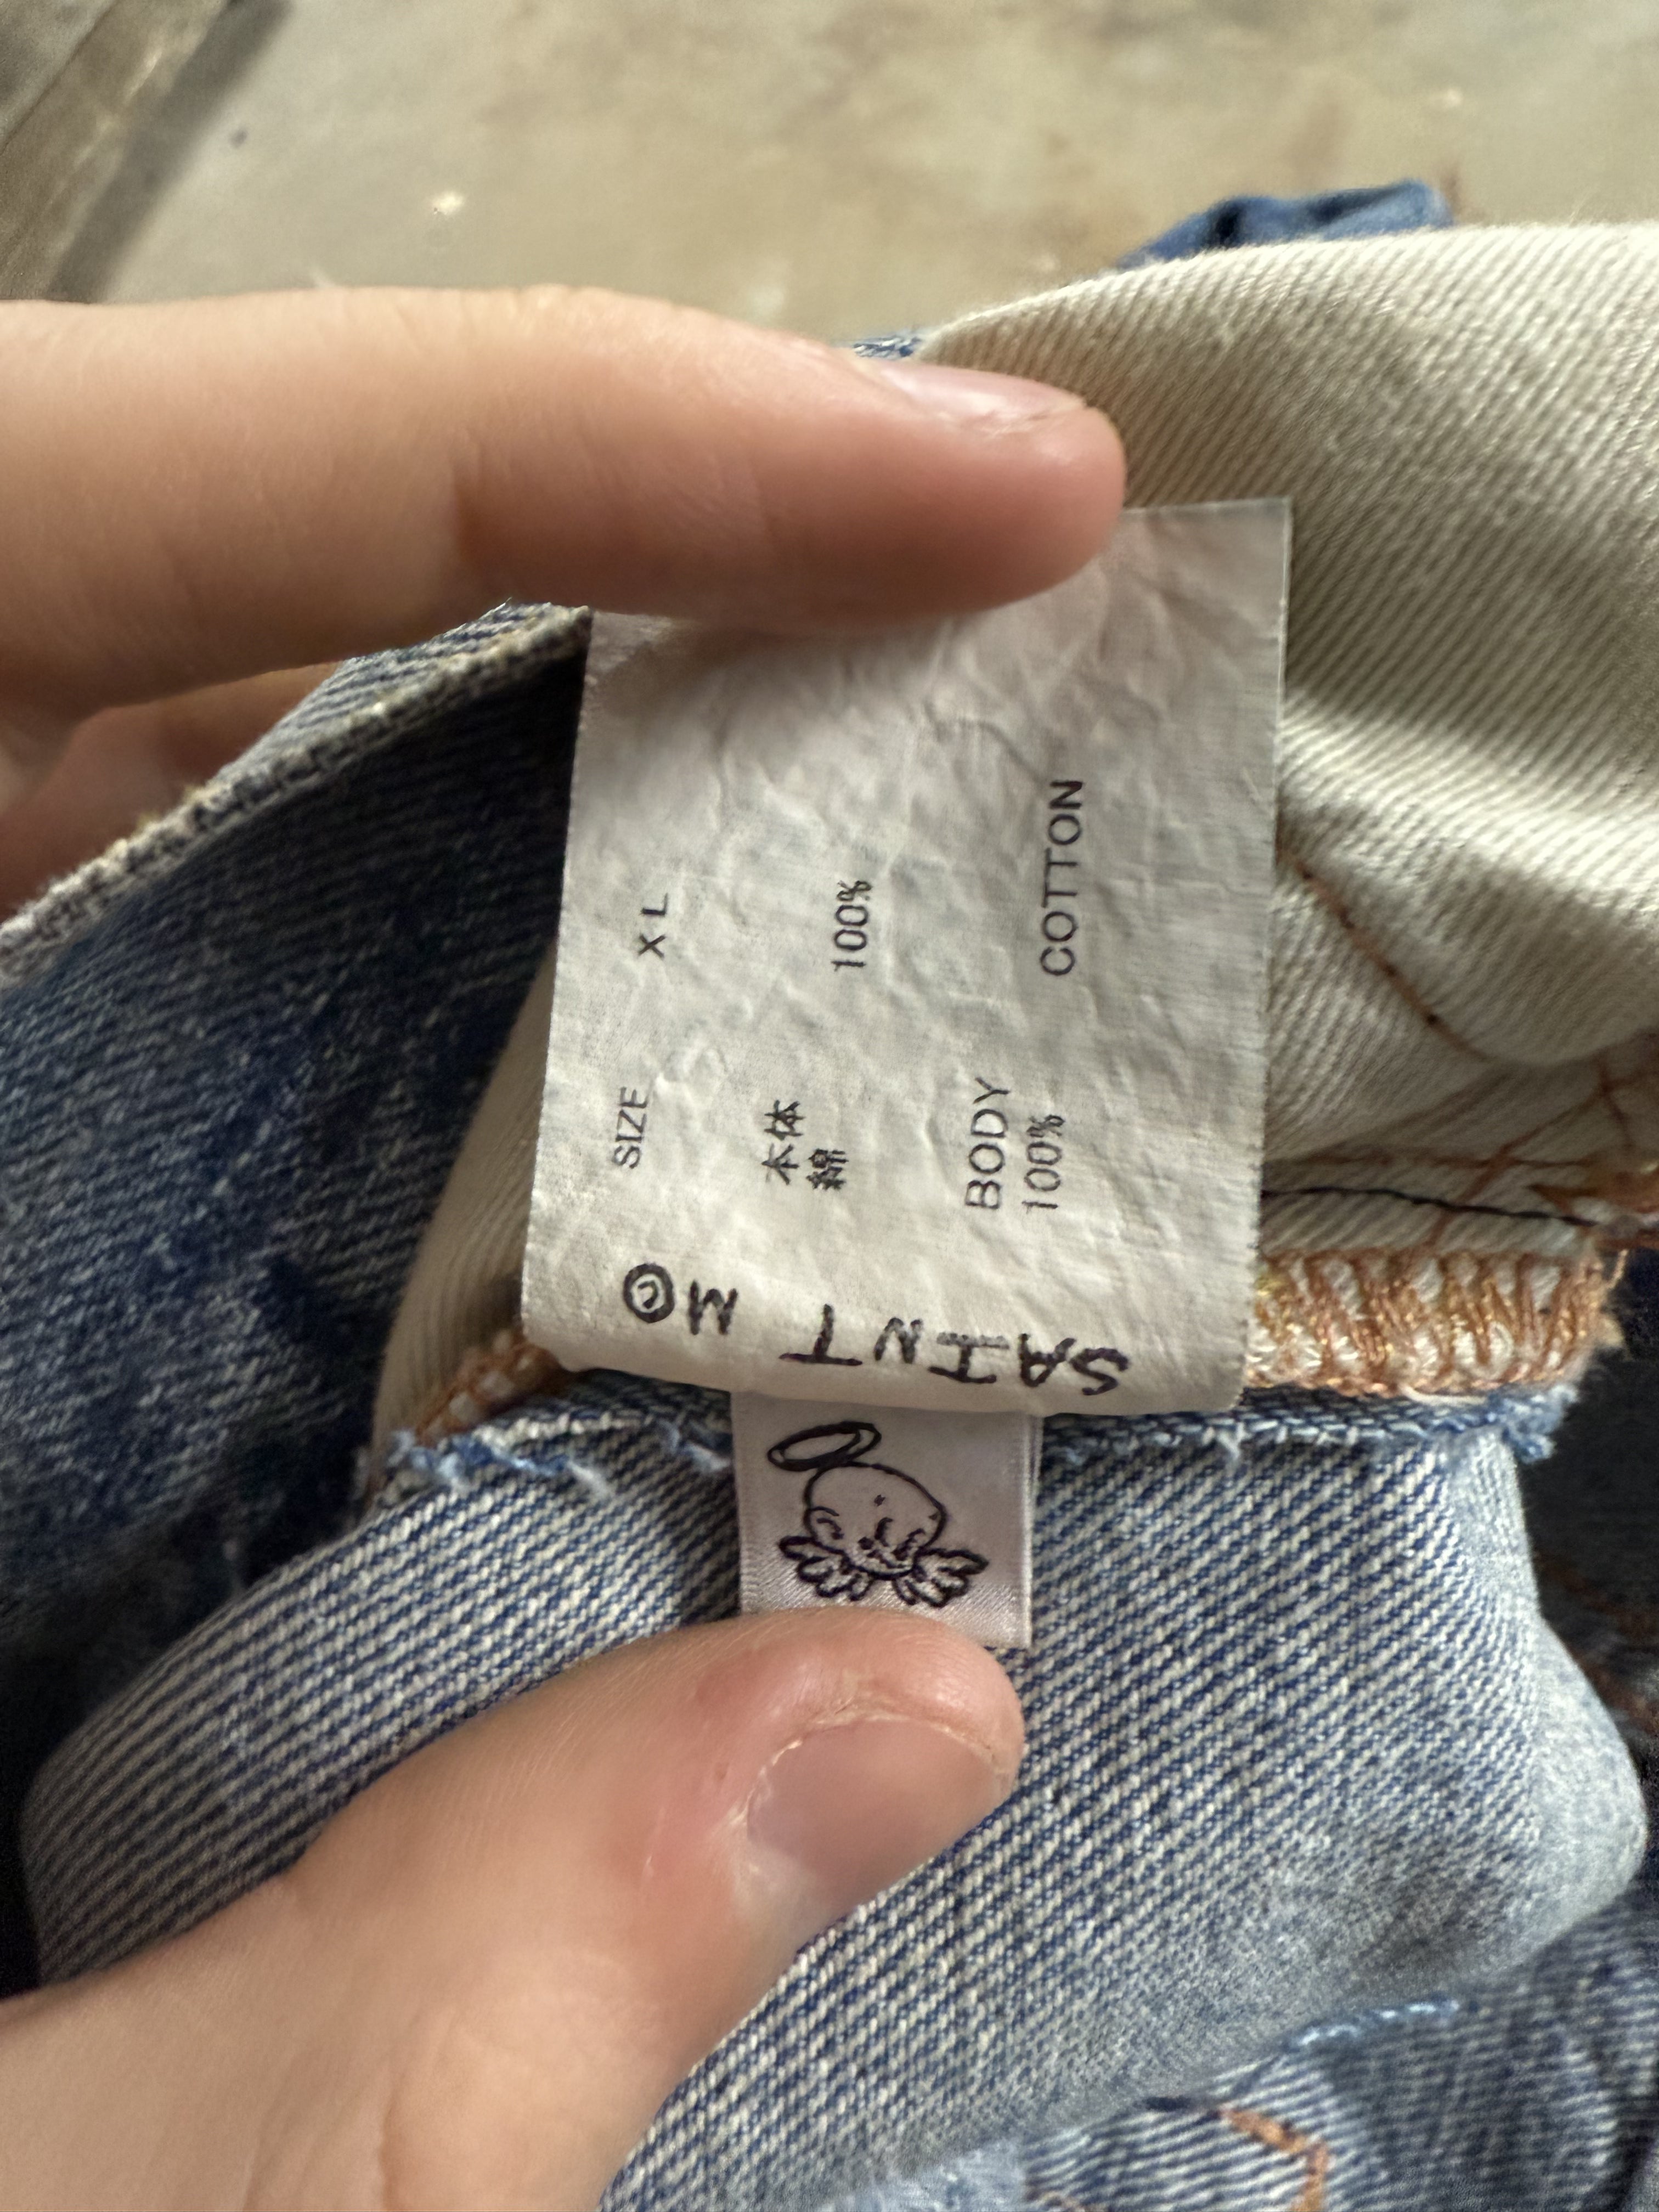 SIZE XL
本体
綿 100%
BODY
100% COTTON
SAINT M©